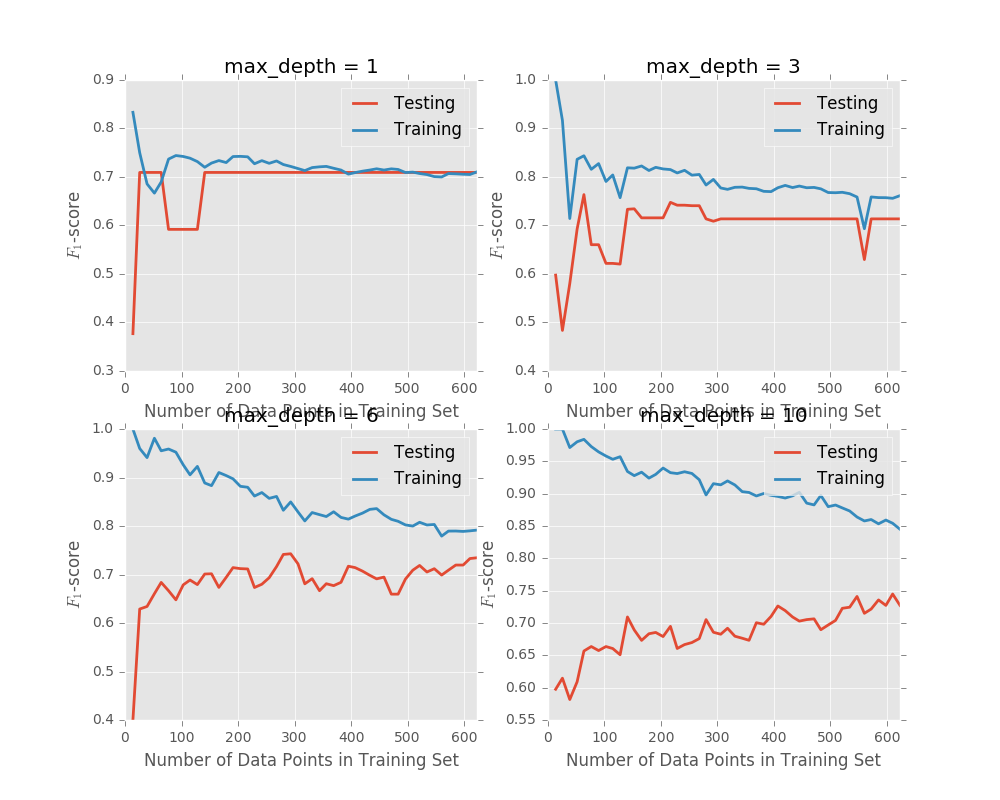 max_depth = 1
0.9
0.8
0.7
0.6
0.5
0.4
0.3
F1-score
Testing
Training
0 100 200 300 400 500 600
Number of Data Points in Training Set
max_depth = 3
1.0
0.9
0.8
0.7
0.6
0.5
0.4
F1-score
Testing
Training
0 100 200 300 400 500 600
Number of Data Points in Training Set
max_depth = 6
1.0
0.9
0.8
0.7
0.6
0.5
0.4
F1-score
Testing
Training
0 100 200 300 400 500 600
Number of Data Points in Training Set
max_depth = 10
1.00
0.95
0.90
0.85
0.80
0.75
0.70
0.65
0.60
0.55
F1-score
Testing
Training
0 100 200 300 400 500 600
Number of Data Points in Training Set